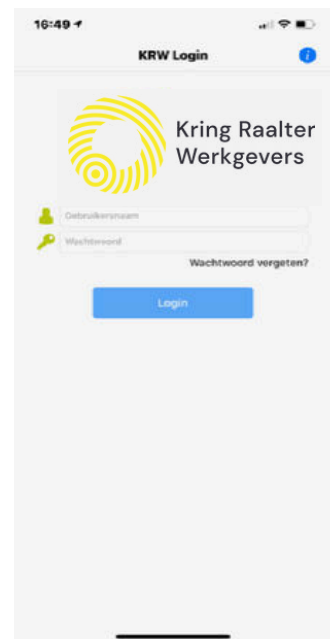 16:49
KRW Login
i
Kring Raalter
Werkgevers
Gebruikersnaam
Wachtwoord
Wachtwoord vergeten?
Login